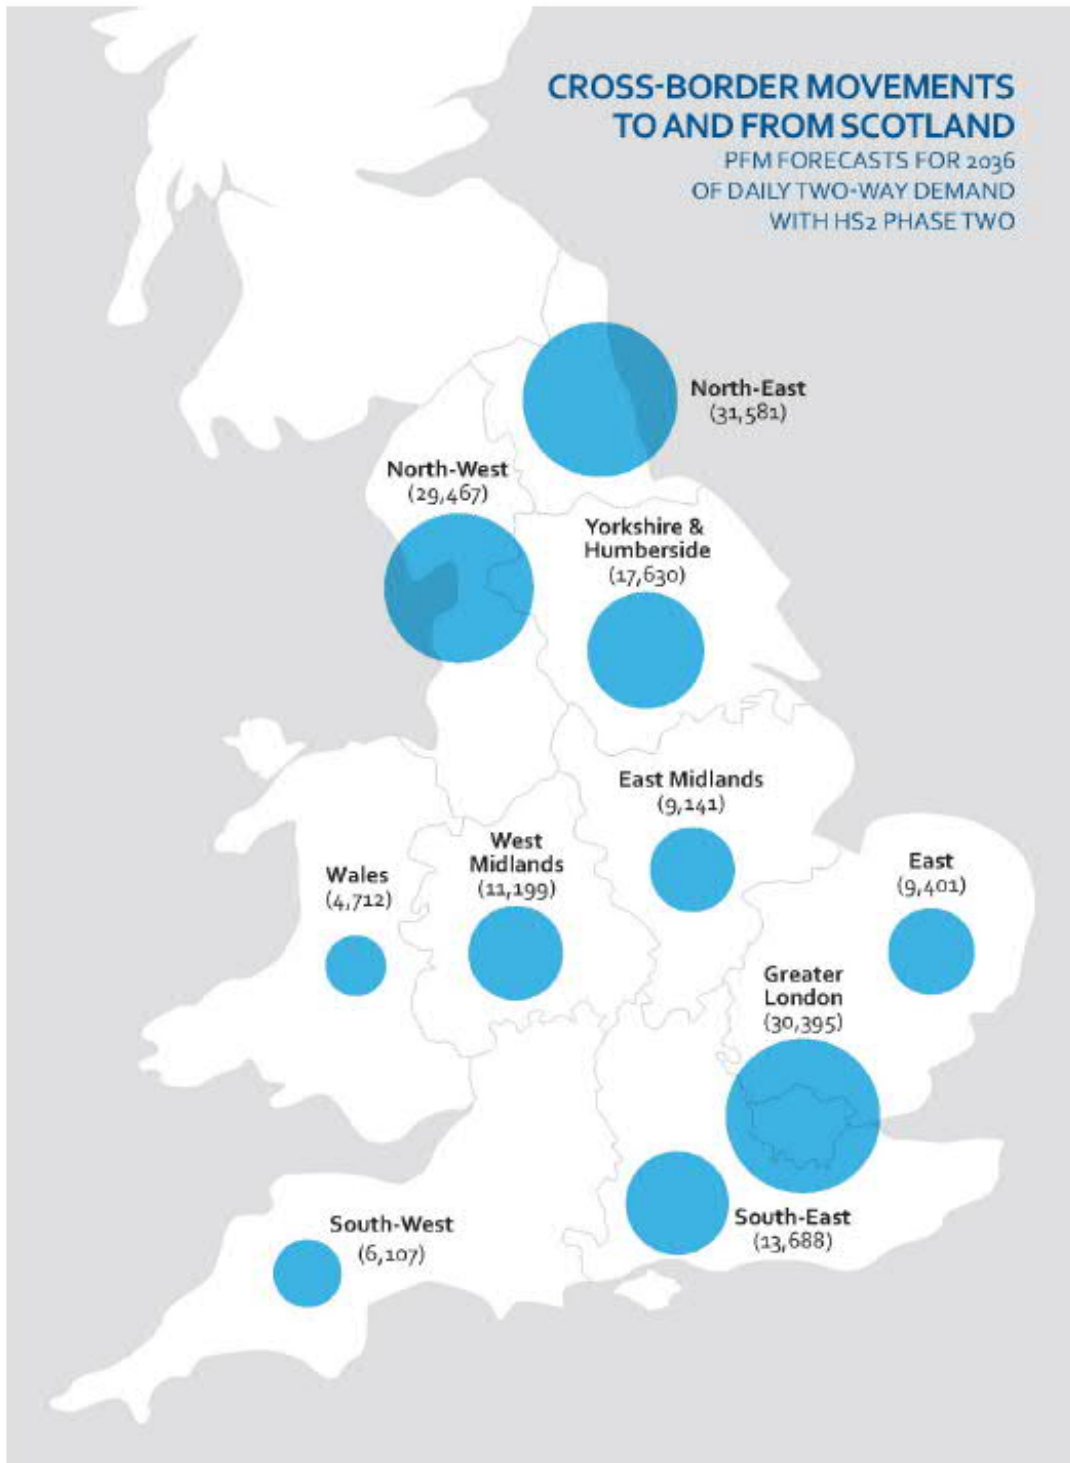 CROSS-BORDER MOVEMENTS
TO AND FROM SCOTLAND
PFM FORECASTS FOR 2036
OF DAILY TWO-WAY DEMAND
WITH HS2 PHASE TWO
North-East
(31,581)
North-West
(29,467)
Yorkshire &
Humberside
(17,630)
East Midlands
(9,141)
West
Midlands
(11,199)
East
(9,401)
Wales
(4,712)
Greater
London
(30,395)
South-East
(13,688)
South-West
(6,107)